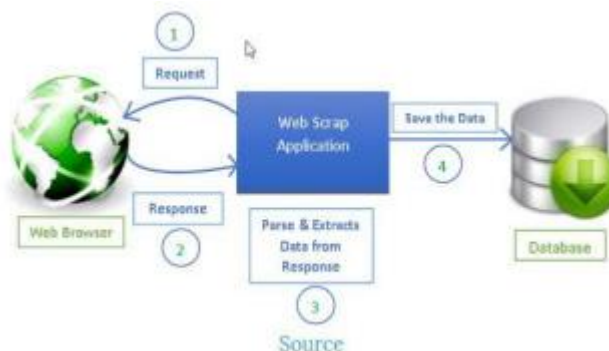 1
Request
Web Scrap
Application
Save the Data
4
Web Browser
Response
2
Parse & Extracts
Data from
Response
3
Database
Source